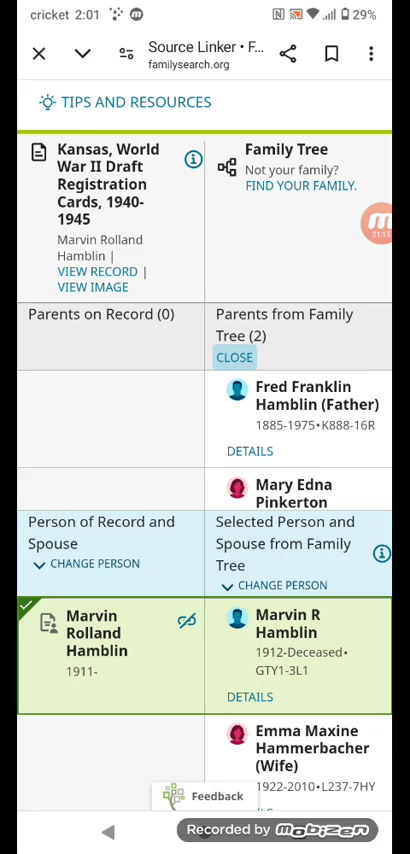 cricket 2:01
29%
Source Linker • F...
familysearch.org
TIPS AND RESOURCES
Kansas, World
War II Draft
Registration
Cards, 1940-
1945
Marvin Rolland
Hamblin |
VIEW RECORD |
VIEW IMAGE
Family Tree
Not your family?
FIND YOUR FAMILY.
21:15
Parents on Record (0)
Parents from Family
Tree (2)
CLOSE
Fred Franklin
Hamblin (Father)
1885-1975•K888-16R
DETAILS
Mary Edna
Pinkerton
Person of Record and
Spouse
CHANGE PERSON
Selected Person and
Spouse from Family
Tree
CHANGE PERSON
Marvin
Rolland
Hamblin
1911-
Marvin R
Hamblin
1912-Deceased•
GTY1-3L1
DETAILS
Emma Maxine
Hammerbacher
(Wife)
1922-2010•L237-7HY
Feedback
Recorded by mobizen